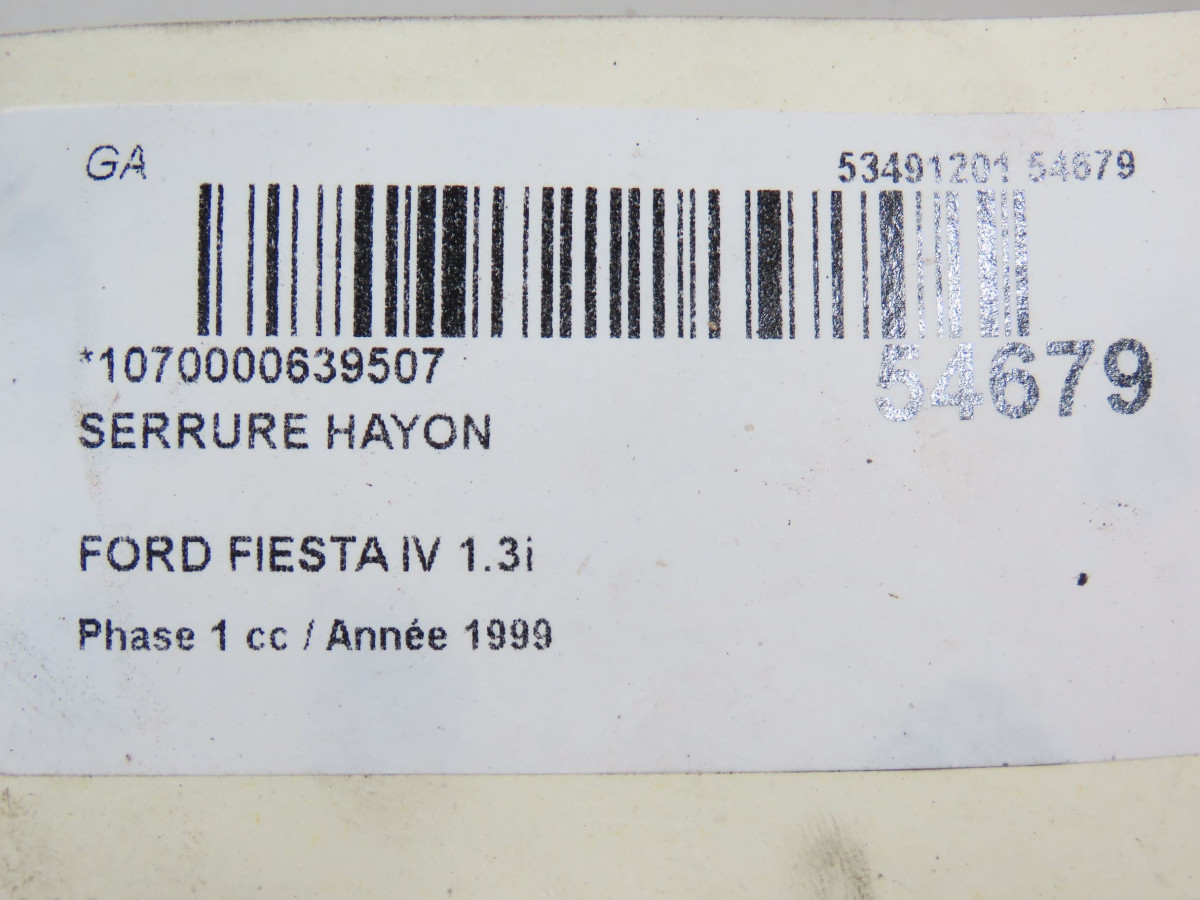 GA
53491201 54679
*1070000639507
54679
SERRURE HAYON
FORD FIESTA IV 1.3i
Phase 1 cc / Année 1999